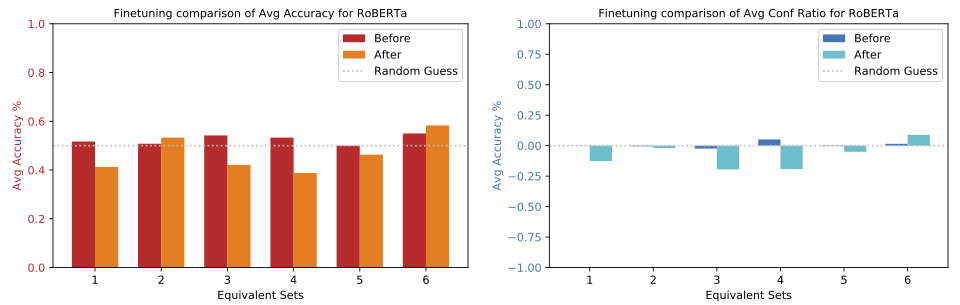 Finetuning comparison of Avg Accuracy for RoBERTa
Avg Accuracy %
1.0
0.8
0.6
0.4
0.2
0.0
Before
After
Random Guess
1 2 3 4 5 6
Equivalent Sets
Finetuning comparison of Avg Conf Ratio for RoBERTa
Avg Accuracy %
1.00
0.75
0.50
0.25
0.00
−0.25
−0.50
−0.75
−1.00
Before
After
Random Guess
1 2 3 4 5 6
Equivalent Sets